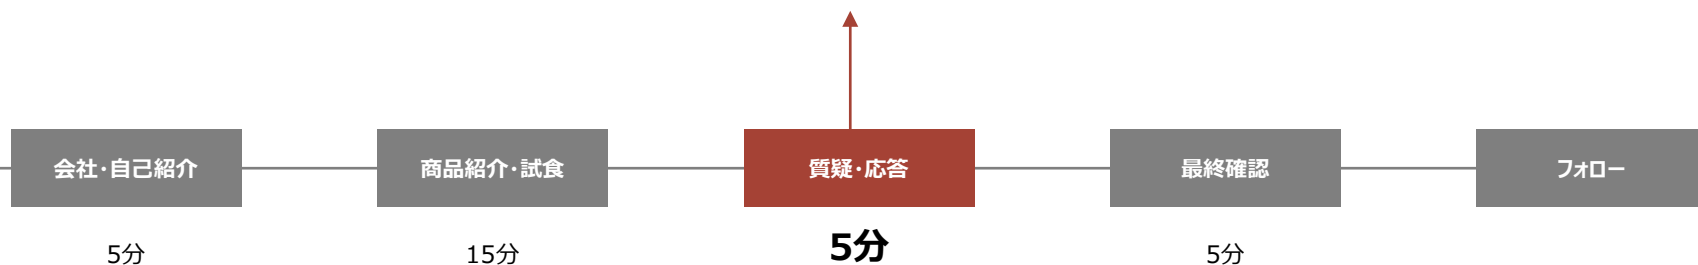 会社・自己紹介
商品紹介・試食
質疑・応答
最終確認
フォロー
5分
15分
5分
5分